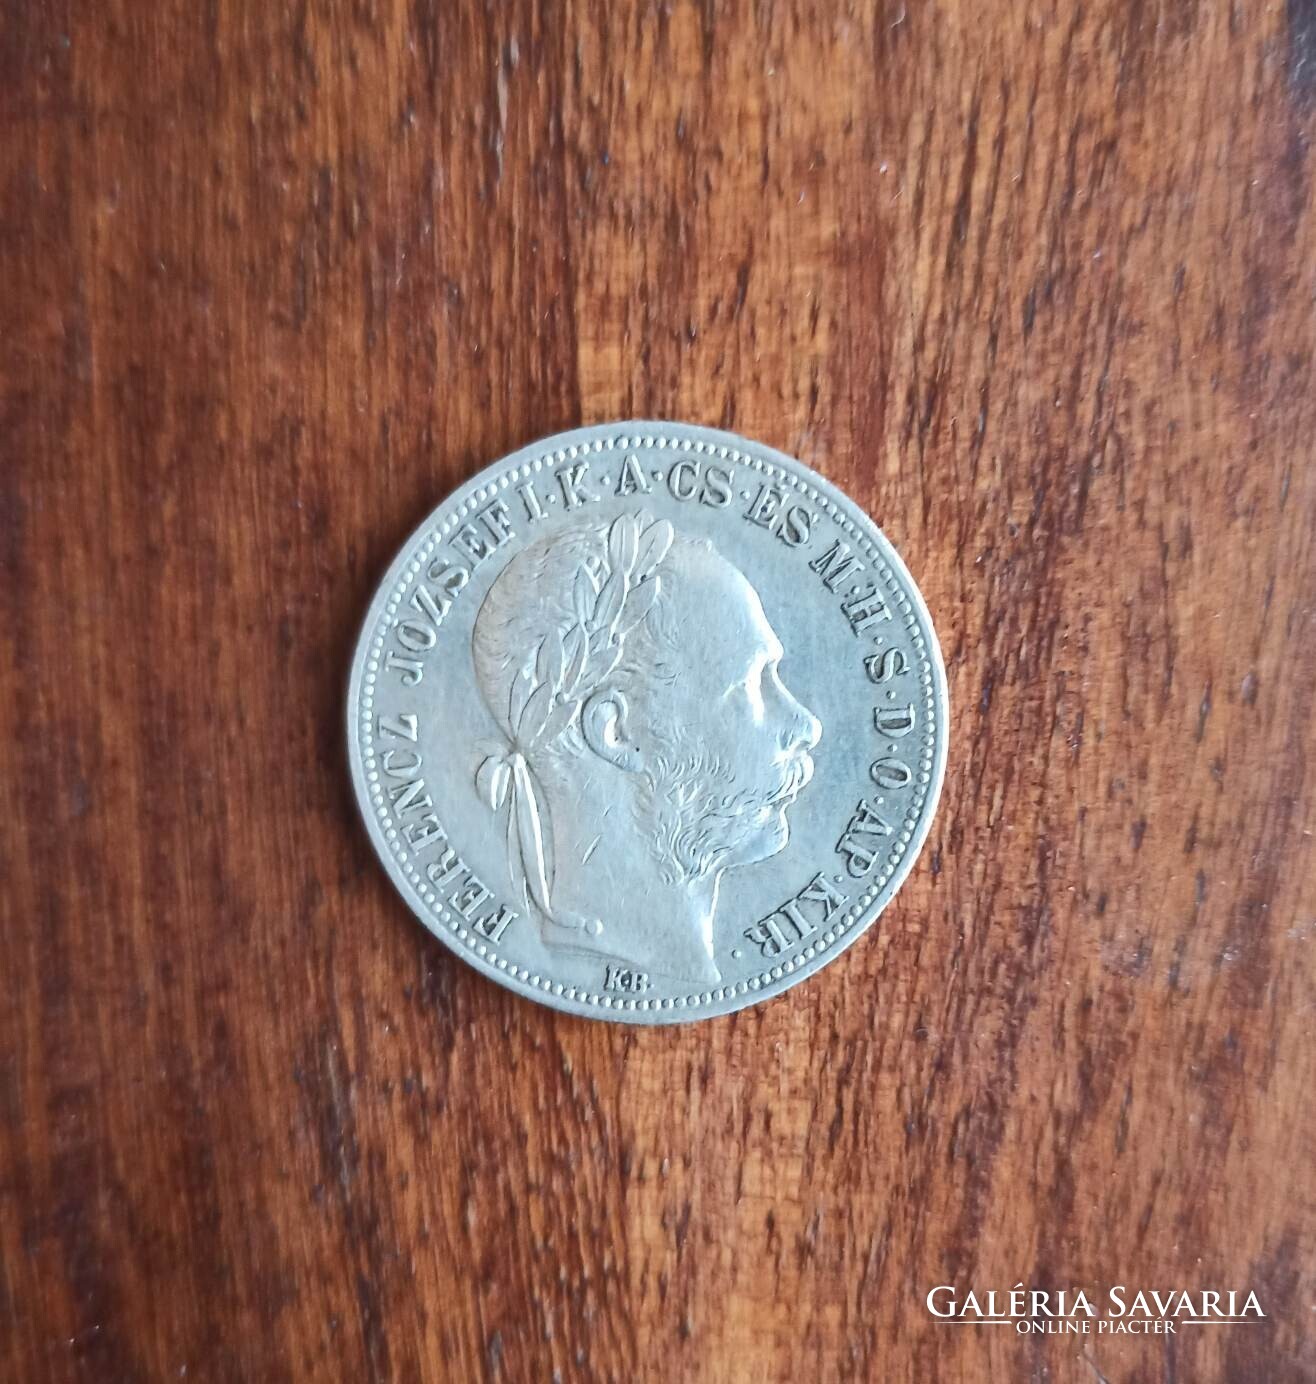 FERENCZ JÓZSEF I·K·A·CS·ÉS M·H·S·D·O·AP·KIR·
K·B·
GALÉRIA SAVARIA
ONLINE PIACTÉR